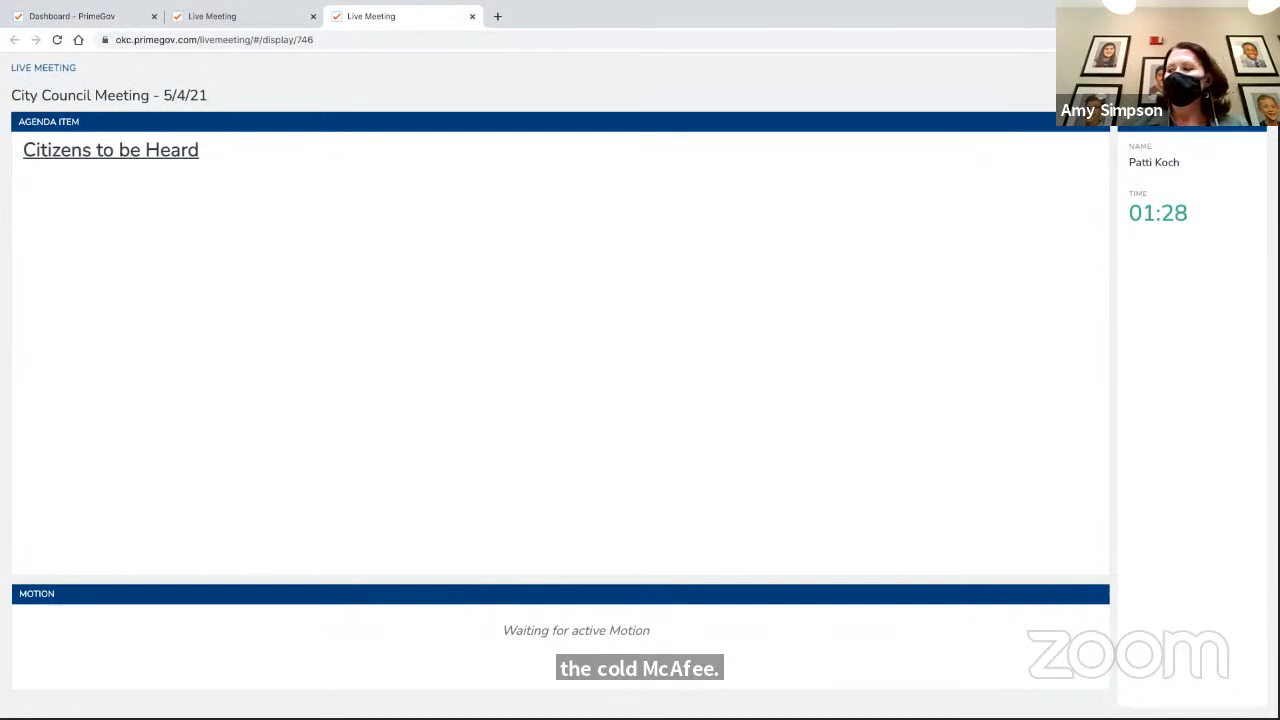 Dashboard - PrimeGov
Live Meeting
Live Meeting
okc.primegov.com/livemeeting/#/display/746
LIVE MEETING
City Council Meeting - 5/4/21
Amy Simpson
AGENDA ITEM
Citizens to be Heard
NAME
Patti Koch
TIME
01:28
MOTION
Waiting for active Motion
the cold McAfee.
zoom